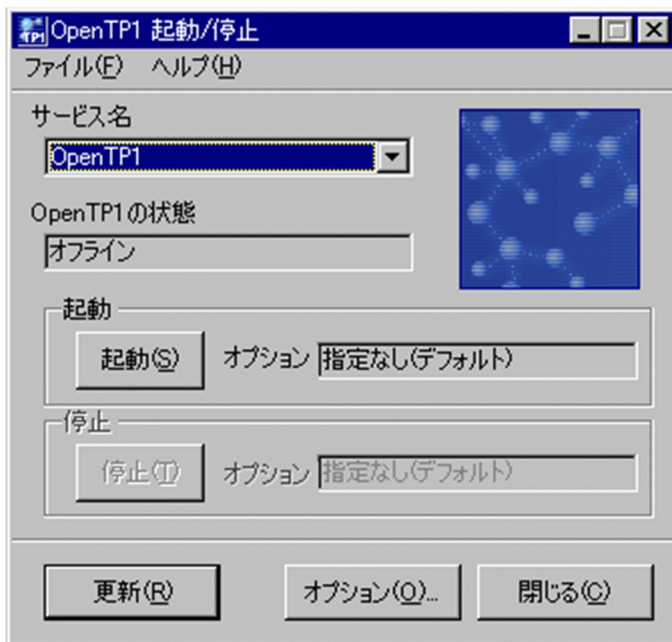 TP1 OpenTP1 起動/停止
ファイル(F) ヘルプ(H)
サービス名
OpenTP1
OpenTP1の状態
オフライン
起動
起動(S) オプション 指定なし(デフォルト)
停止
停止(T) オプション 指定なし(デフォルト)
更新(R) オプション(O)... 閉じる(C)